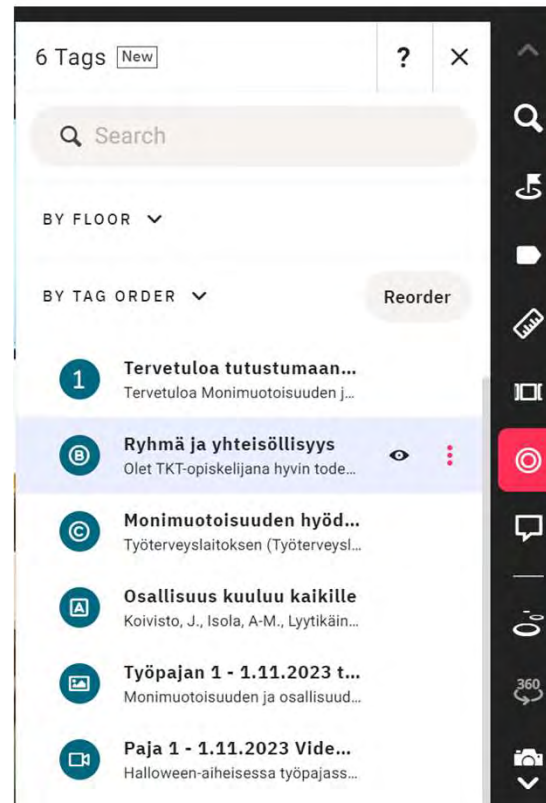 6 Tags New ?
Search
BY FLOOR
BY TAG ORDER Reorder
1 Tervetuloa tutustumaan...
Tervetuloa Monimuotoisuuden j...
B Ryhmä ja yhteisöllisyys
Olet TKT-opiskelijana hyvin tode...
C Monimuotoisuuden hyöd...
Työterveyslaitoksen (Työterveysl...
A Osallisuus kuuluu kaikille
Koivisto, J., Isola, A-M., Lyytikäin...
Työpajan 1 - 1.11.2023 t...
Monimuotoisuuden ja osallisuud...
360
Paja 1 - 1.11.2023 Vide...
Halloween-aiheisessa työpajass...